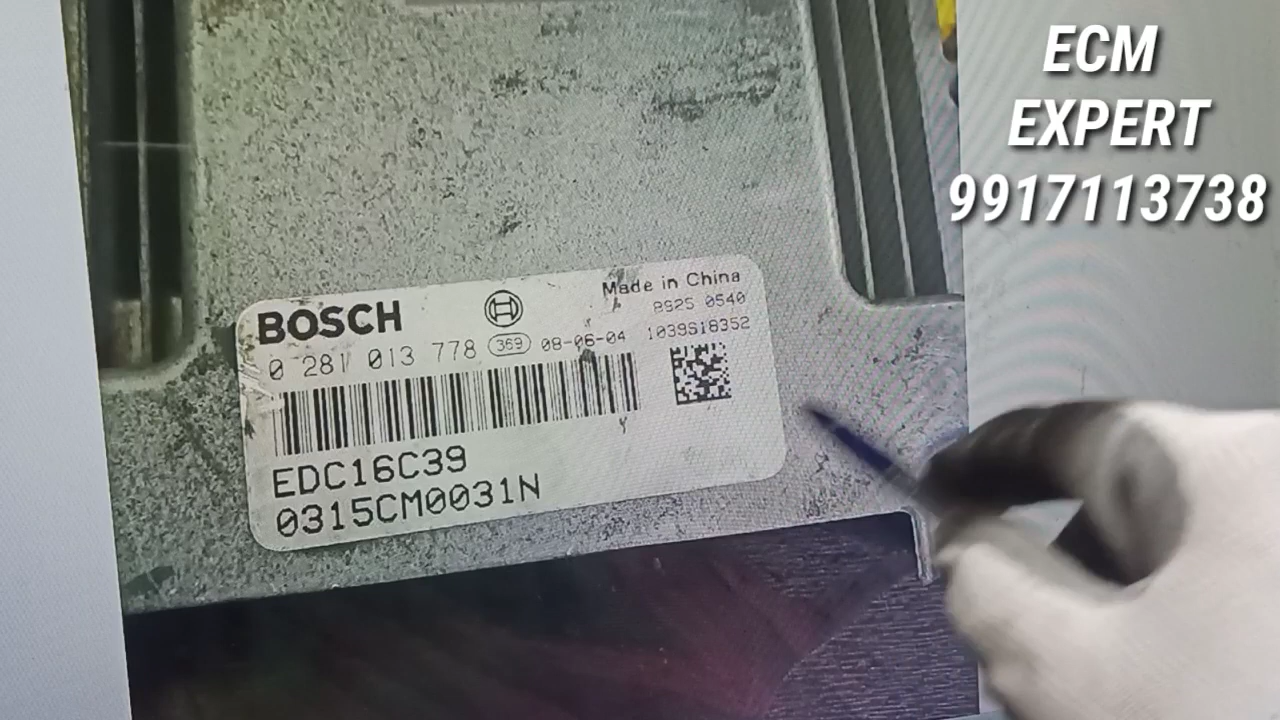 ECM
EXPERT
9917113738
BOSCH
Made in China
8925 0540
0 281 013 778 369 08-06-04 1039S18352
EDC16C39
0315CM0031N